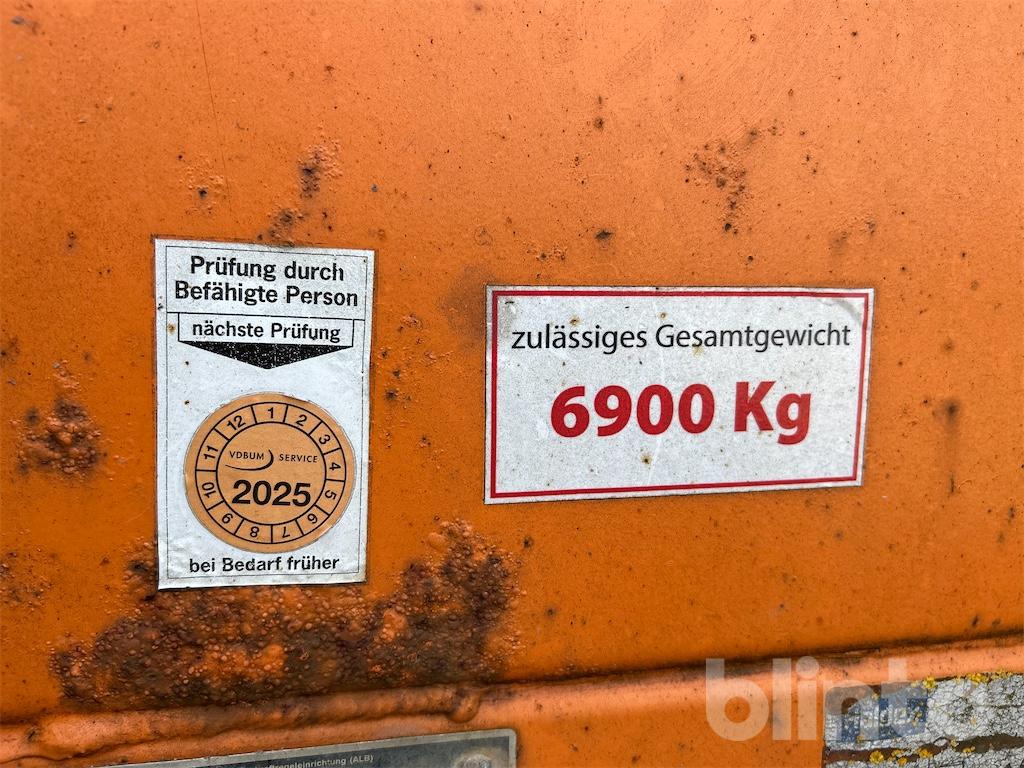 Prüfung durch
Befähigte Person
nächste Prüfung
12 1 2 3 4 5 6 7 8 9 10 11
VDBUM SERVICE
2025
bei Bedarf früher
zulässiges Gesamtgewicht
6900 Kg
(ALB)
blinto